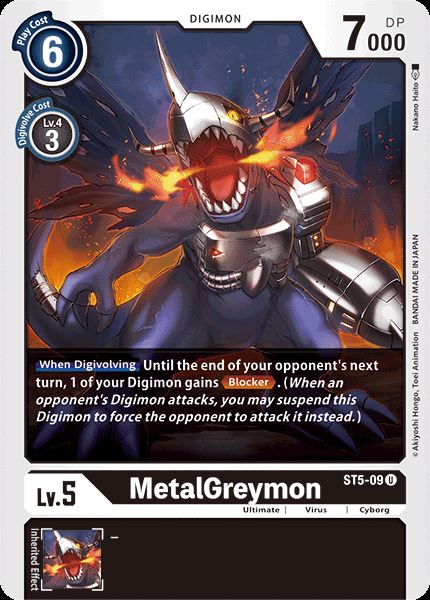 DIGIMON
Play Cost
6
7000
DP
Digivolve Cost
Lv.4
3
Nakano Haito
©Akiyoshi Hongo, Toei Animation BANDAI MADE IN JAPAN
When Digivolving Until the end of your opponent's next
turn, 1 of your Digimon gains Blocker. (When an
opponent's Digimon attacks, you may suspend this
Digimon to force the opponent to attack it instead.)
Lv.5
MetalGreymon
ST5-09 U
Ultimate | Virus | Cyborg
Inherited Effect
–